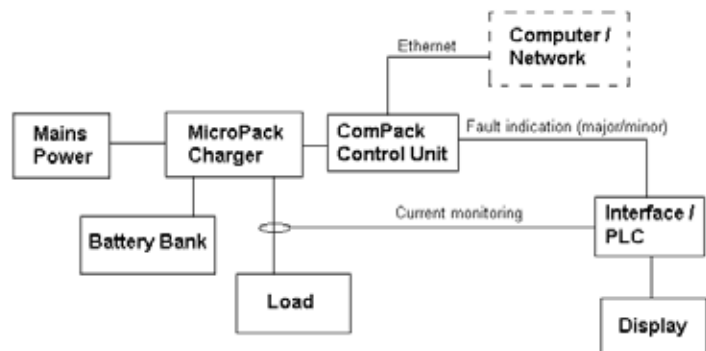 Computer /
Network
Ethernet
Mains
Power
MicroPack
Charger
ComPack
Control Unit
Fault indication (major/minor)
Battery Bank
Current monitoring
Interface /
PLC
Load
Display